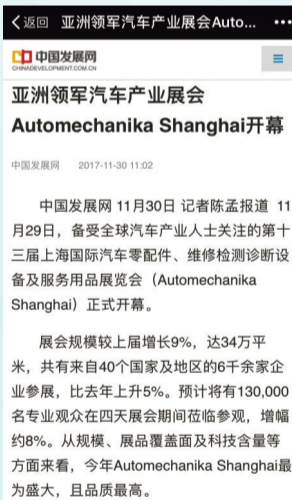 返回 亚洲领军汽车产业展会Auto...
中国发展网
CHINADEVELOPMENT.COM.CN
亚洲领军汽车产业展会
Automechanika Shanghai开幕
中国发展网 2017-11-30 11:02
中国发展网 11月30日 记者陈孟报道 11
月29日，备受全球汽车产业人士关注的第十
三届上海国际汽车零配件、维修检测诊断设
备及服务用品展览会（Automechanika
Shanghai）正式开幕。
展会规模较上届增长9%，达34万平
米，共有来自40个国家及地区的6千余家企
业参展，比去年上升5%。预计将有130,000
名专业观众在四天展会期间莅临参观，增幅
约8%。从规模、展品覆盖面及科技含量等
方面来看，今年Automechanika Shanghai最
为盛大，且品质最高。